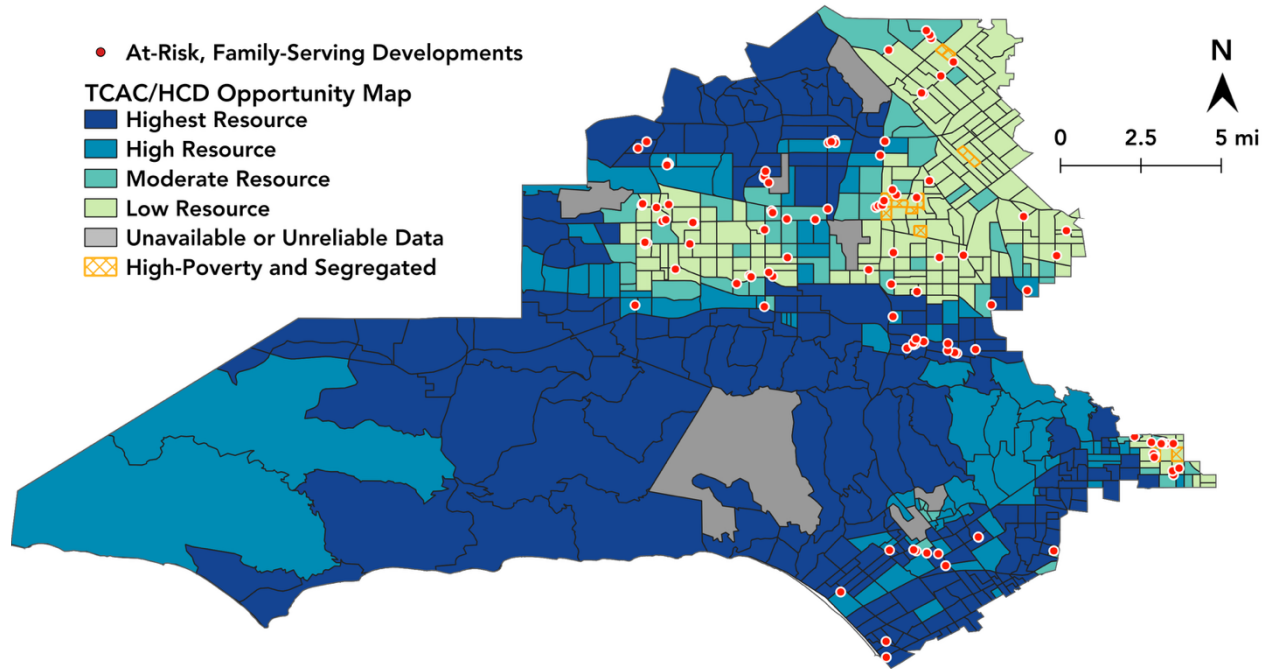 At-Risk, Family-Serving Developments
TCAC/HCD Opportunity Map
Highest Resource
High Resource
Moderate Resource
Low Resource
Unavailable or Unreliable Data
High-Poverty and Segregated
N
0 2.5 5 mi